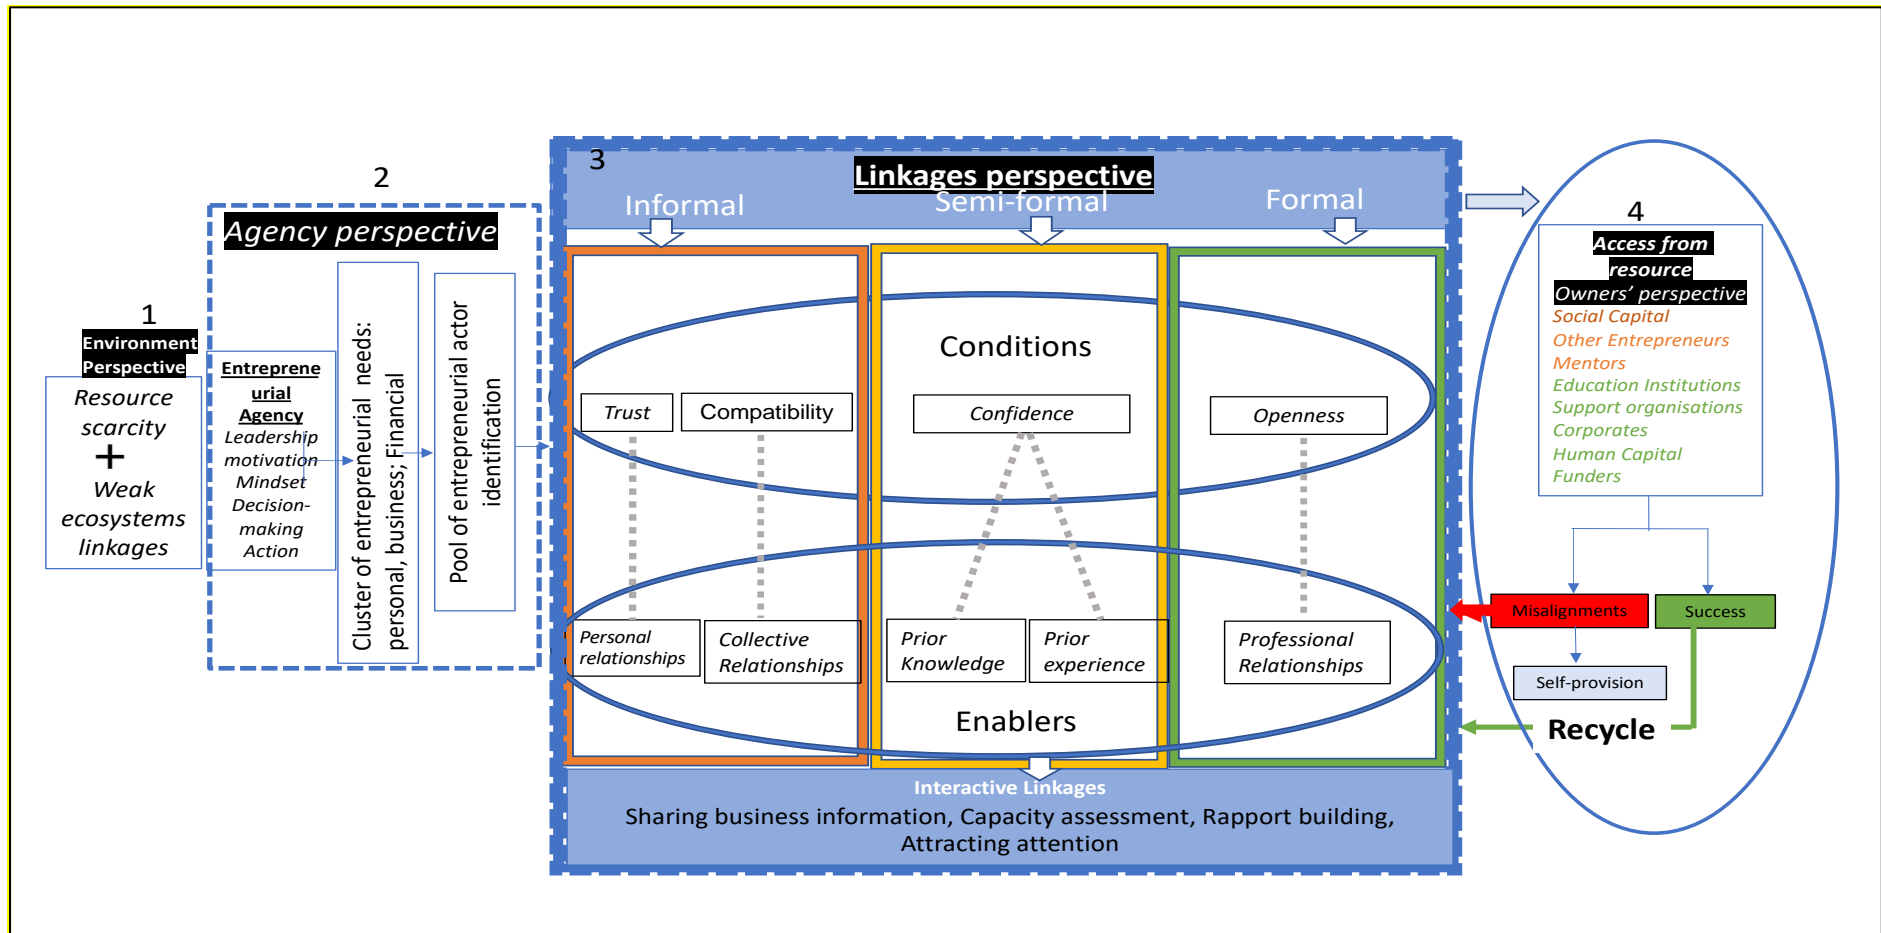 1
Environment
Perspective
Resource
scarcity
+
Weak
ecosystems
linkages
2
Agency perspective
Entreprene
urial
Agency
Leadership
motivation
Mindset
Decision-
making
Action
Cluster of entrepreneurial needs:
personal, business; Financial
Pool of entrepreneurial actor
identification
3
Linkages perspective
Informal
Semi-formal
Formal
Conditions
Trust
Compatibility
Confidence
Openness
Personal
relationships
Collective
Relationships
Prior
Knowledge
Prior
experience
Professional
Relationships
Enablers
Interactive Linkages
Sharing business information, Capacity assessment, Rapport building,
Attracting attention
4
Access from
resource
Owners’ perspective
Social Capital
Other Entrepreneurs
Mentors
Education Institutions
Support organisations
Corporates
Human Capital
Funders
Misalignments
Success
Self-provision
Recycle